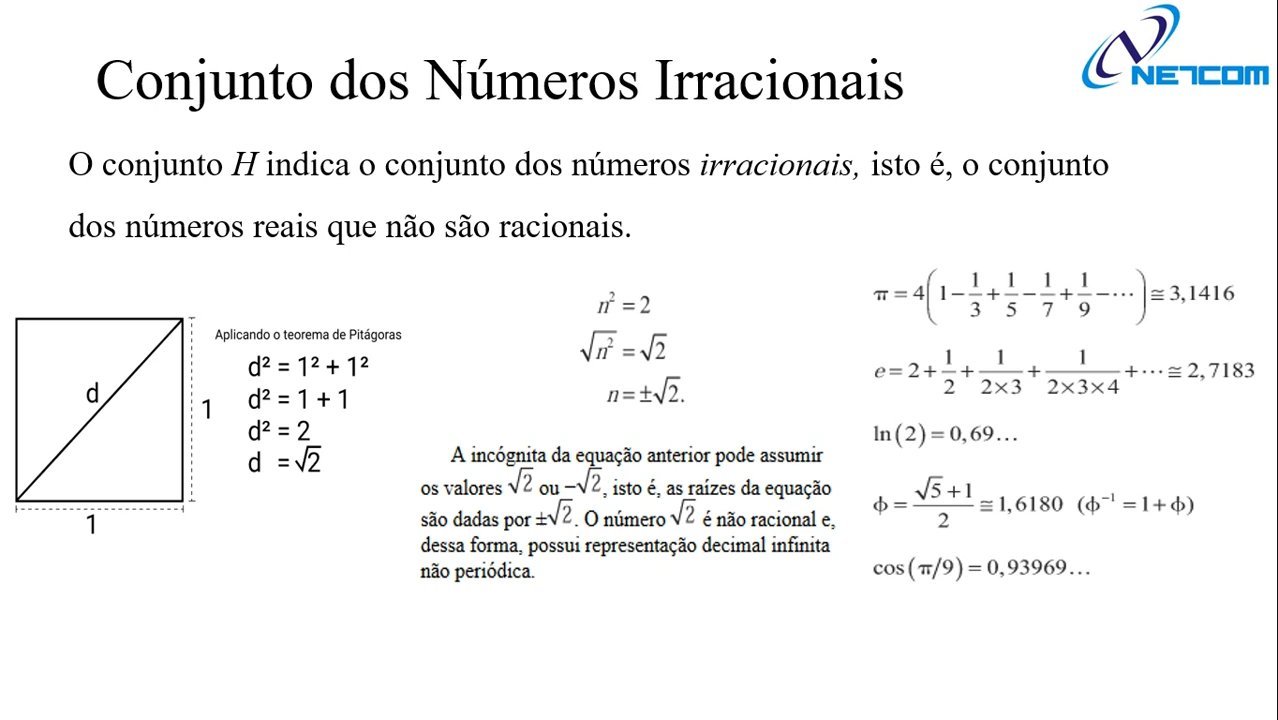 Conjunto dos Números Irracionais
NETCOM
O conjunto H indica o conjunto dos números irracionais, isto é, o conjunto
dos números reais que não são racionais.
d
1
1
Aplicando o teorema de Pitágoras
d² = 1² + 1²
d² = 1 + 1
d² = 2
d = √2
n² = 2
√n² = √2
n = ±√2.
A incógnita da equação anterior pode assumir
os valores √2 ou –√2, isto é, as raízes da equação
são dadas por ±√2. O número √2 é não racional e,
dessa forma, possui representação decimal infinita
não periódica.
π = 4(1 − 1/3 + 1/5 − 1/7 + 1/9 − ⋯) ≅ 3,1416
e = 2 + 1/2 + 1/(2×3) + 1/(2×3×4) + ⋯ ≅ 2,7183
ln(2) = 0,69…
ϕ = (√5 + 1)/2 ≅ 1,6180 (ϕ⁻¹ = 1 + ϕ)
cos(π/9) = 0,93969…